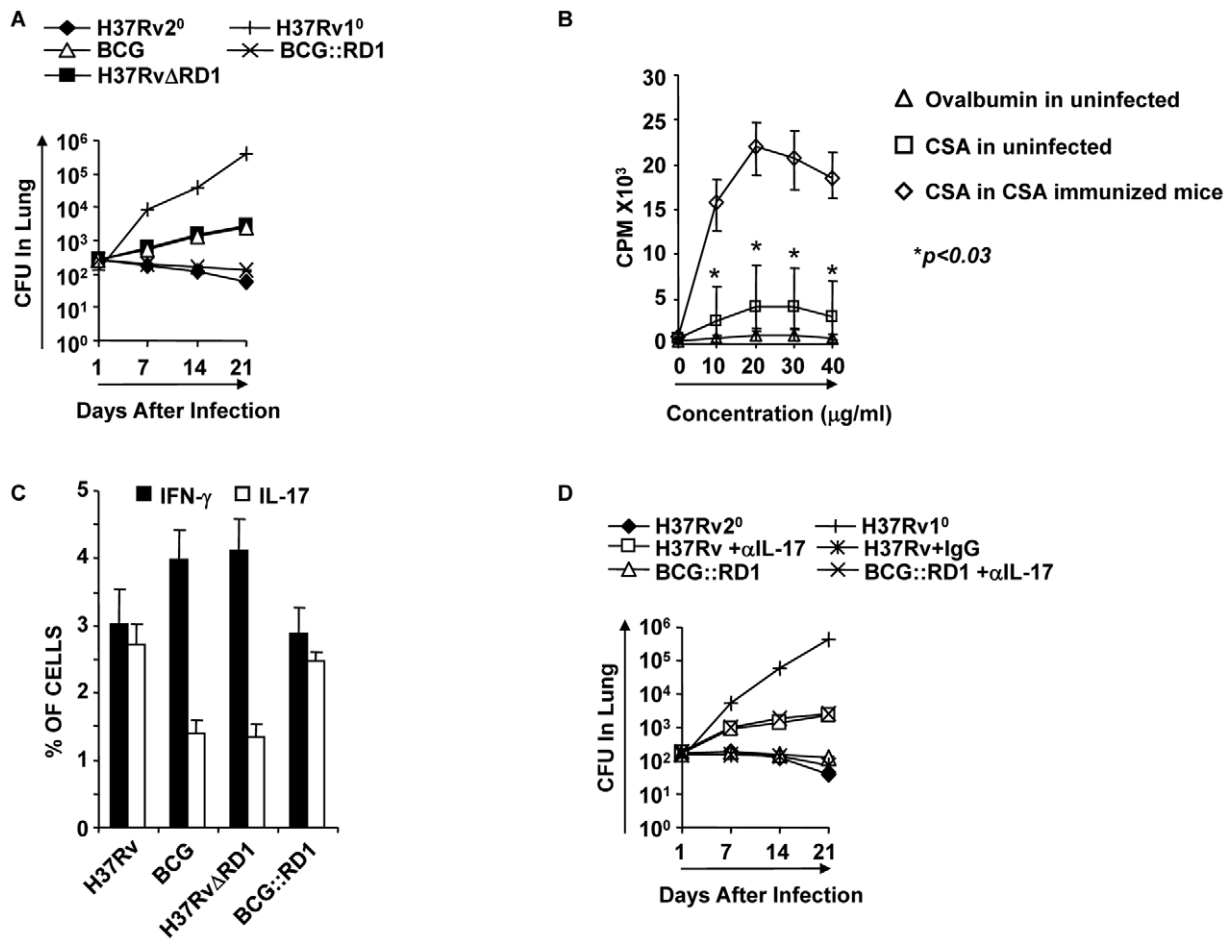 A
H37Rv2⁰ H37Rv1⁰
BCG BCG::RD1
H37RvΔRD1
CFU In Lung
10⁶
10⁵
10⁴
10³
10²
10¹
10⁰
1 7 14 21
Days After Infection
B
CPM X10³
30
25
20
15
10
5
0
* * * *
0 10 20 30 40
Concentration (μg/ml)
Ovalbumin in uninfected
CSA in uninfected
CSA in CSA immunized mice
*p<0.03
C
IFN-γ IL-17
% OF CELLS
5
4
3
2
1
0
H37Rv
BCG
H37RvΔRD1
BCG::RD1
D
H37Rv2⁰ H37Rv1⁰
H37Rv +αIL-17 H37Rv+IgG
BCG::RD1 BCG::RD1 +αIL-17
CFU In Lung
10⁶
10⁵
10⁴
10³
10²
10¹
10⁰
1 7 14 21
Days After Infection